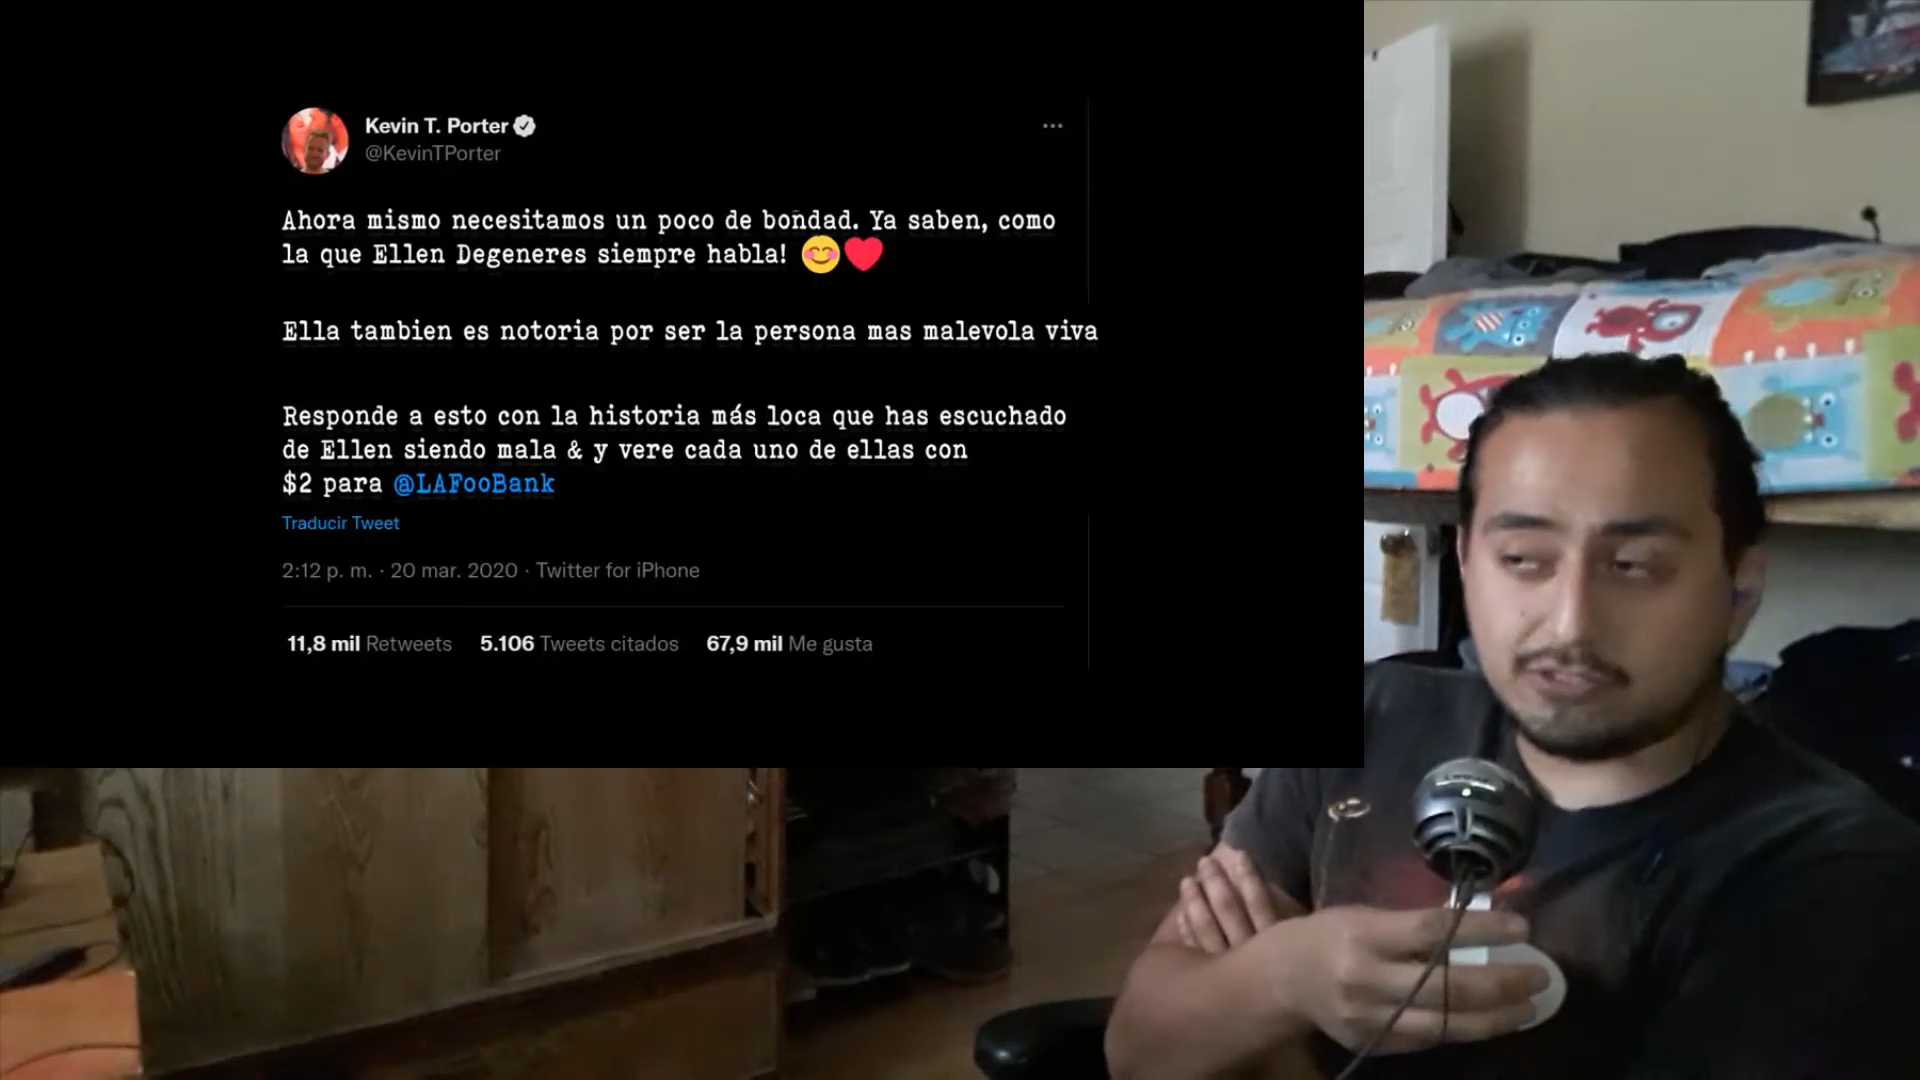 Kevin T. Porter
@KevinTPorter
Ahora mismo necesitamos un poco de bondad. Ya saben, como
la que Ellen Degeneres siempre habla! 😊❤️
Ella tambien es notoria por ser la persona mas malevola viva
Responde a esto con la historia más loca que has escuchado
de Ellen siendo mala & y vere cada uno de ellas con
$2 para @LAFooBank
Traducir Tweet
2:12 p. m. · 20 mar. 2020 · Twitter for iPhone
11,8 mil Retweets 5.106 Tweets citados 67,9 mil Me gusta